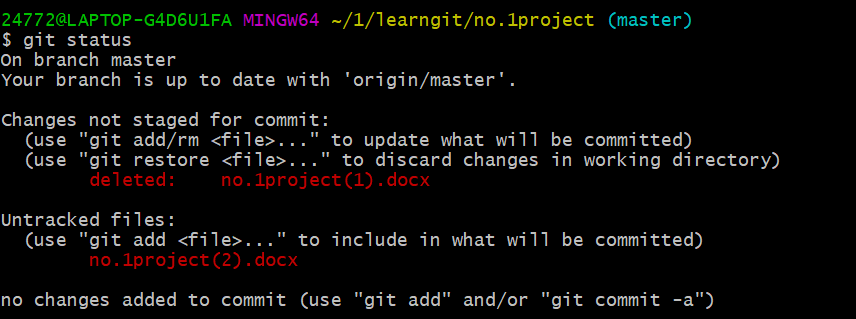 24772@LAPTOP-G4D6U1FA MINGW64 ~/1/learngit/no.1project (master)
$ git status
On branch master
Your branch is up to date with 'origin/master'.
Changes not staged for commit:
  (use "git add/rm <file>..." to update what will be committed)
  (use "git restore <file>..." to discard changes in working directory)
        deleted:    no.1project(1).docx
Untracked files:
  (use "git add <file>..." to include in what will be committed)
        no.1project(2).docx
no changes added to commit (use "git add" and/or "git commit -a")